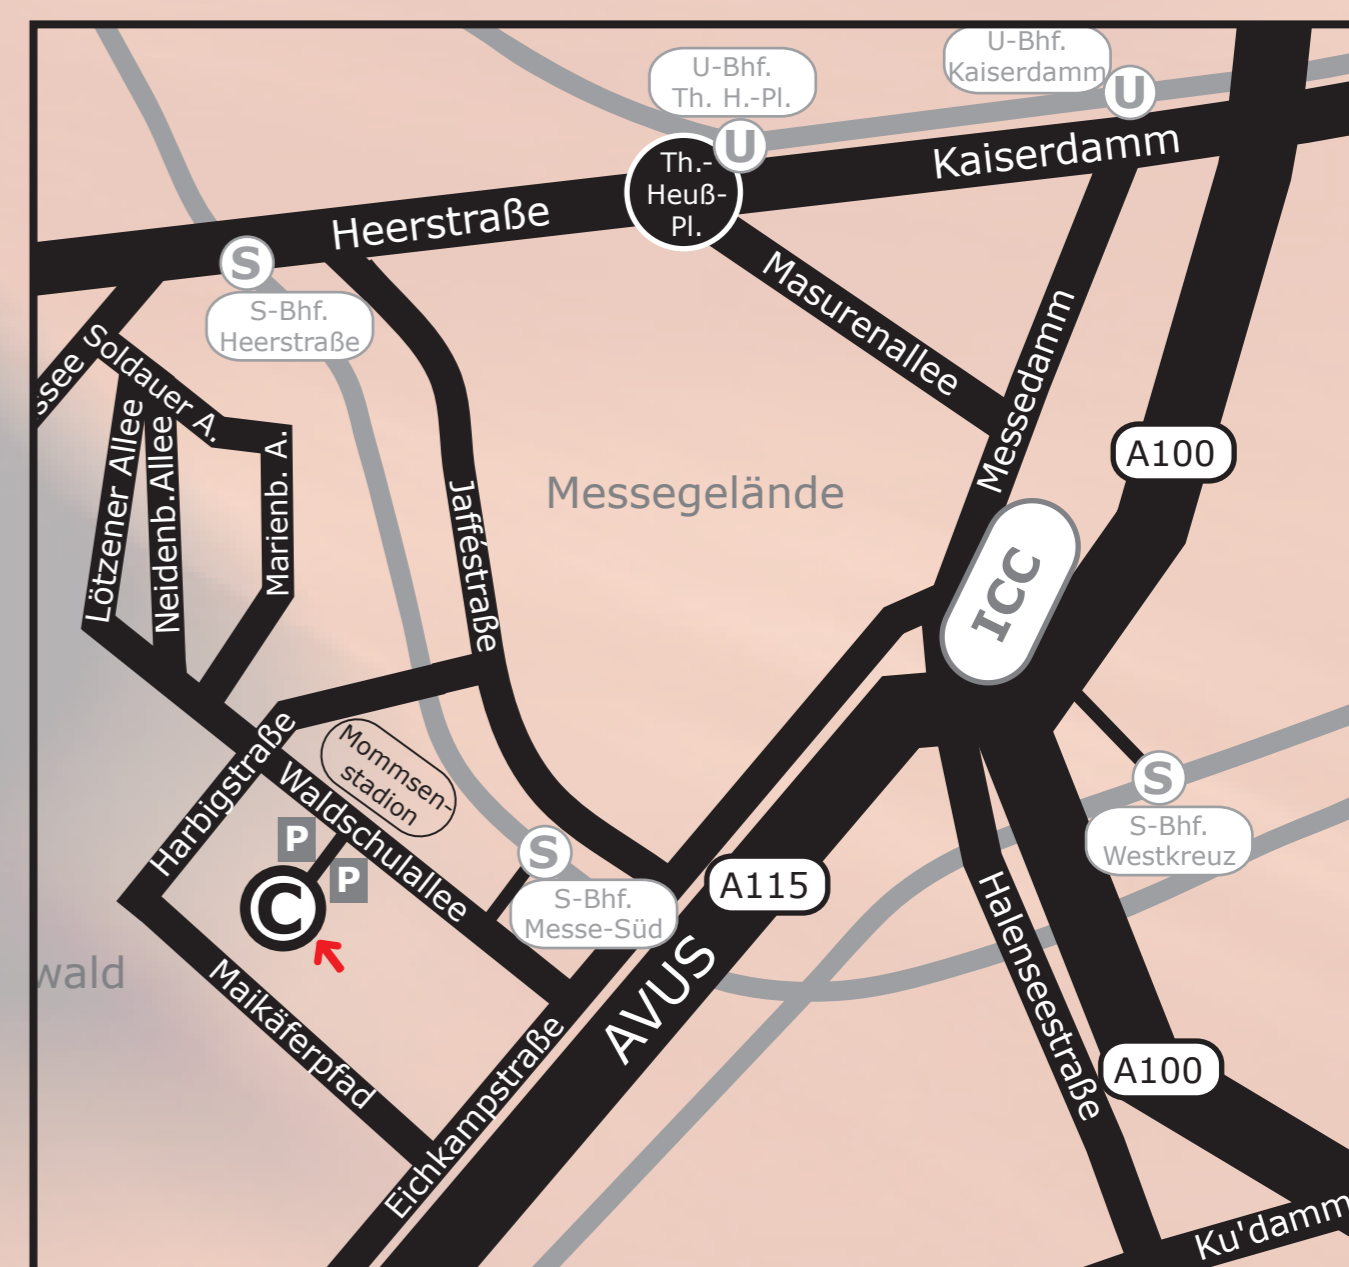 U-Bhf.
Kaiserdamm
U
U-Bhf.
Th. H.-Pl.
U
Th.-
Heuß-
Pl.
Kaiserdamm
Heerstraße
S
S-Bhf.
Heerstraße
Masurenallee
Messedamm
Soldauer A.
ssee
Lötzener Allee
Neidenb.Allee
Marienb. A.
Jafféstraße
Messegelände
A100
ICC
Harbigstraße
Mommsen-
stadion
Waldschulallee
P
P
C
S
S-Bhf.
Messe-Süd
A115
S
S-Bhf.
Westkreuz
wald
Maikäferpfad
AVUS
Eichkampstraße
Halenseestraße
A100
Ku'damm